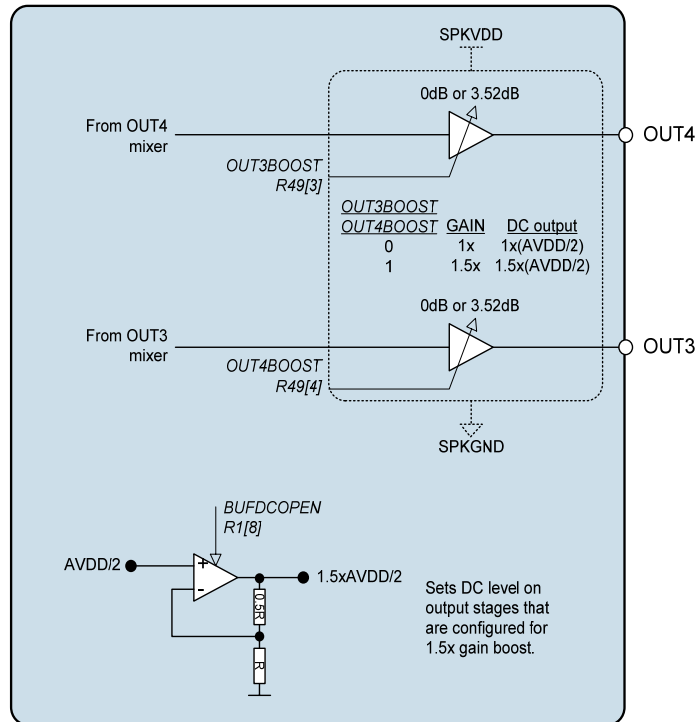 SPKVDD
0dB or 3.52dB
From OUT4
mixer
OUT4
OUT3BOOST
R49[3]
OUT3BOOST
OUT4BOOST GAIN DC output
0 1x 1x(AVDD/2)
1 1.5x 1.5x(AVDD/2)
0dB or 3.52dB
From OUT3
mixer
OUT3
OUT4BOOST
R49[4]
SPKGND
BUFDCOPEN
R1[8]
AVDD/2
+
-
1.5xAVDD/2
0.5R
R
Sets DC level on
output stages that
are configured for
1.5x gain boost.